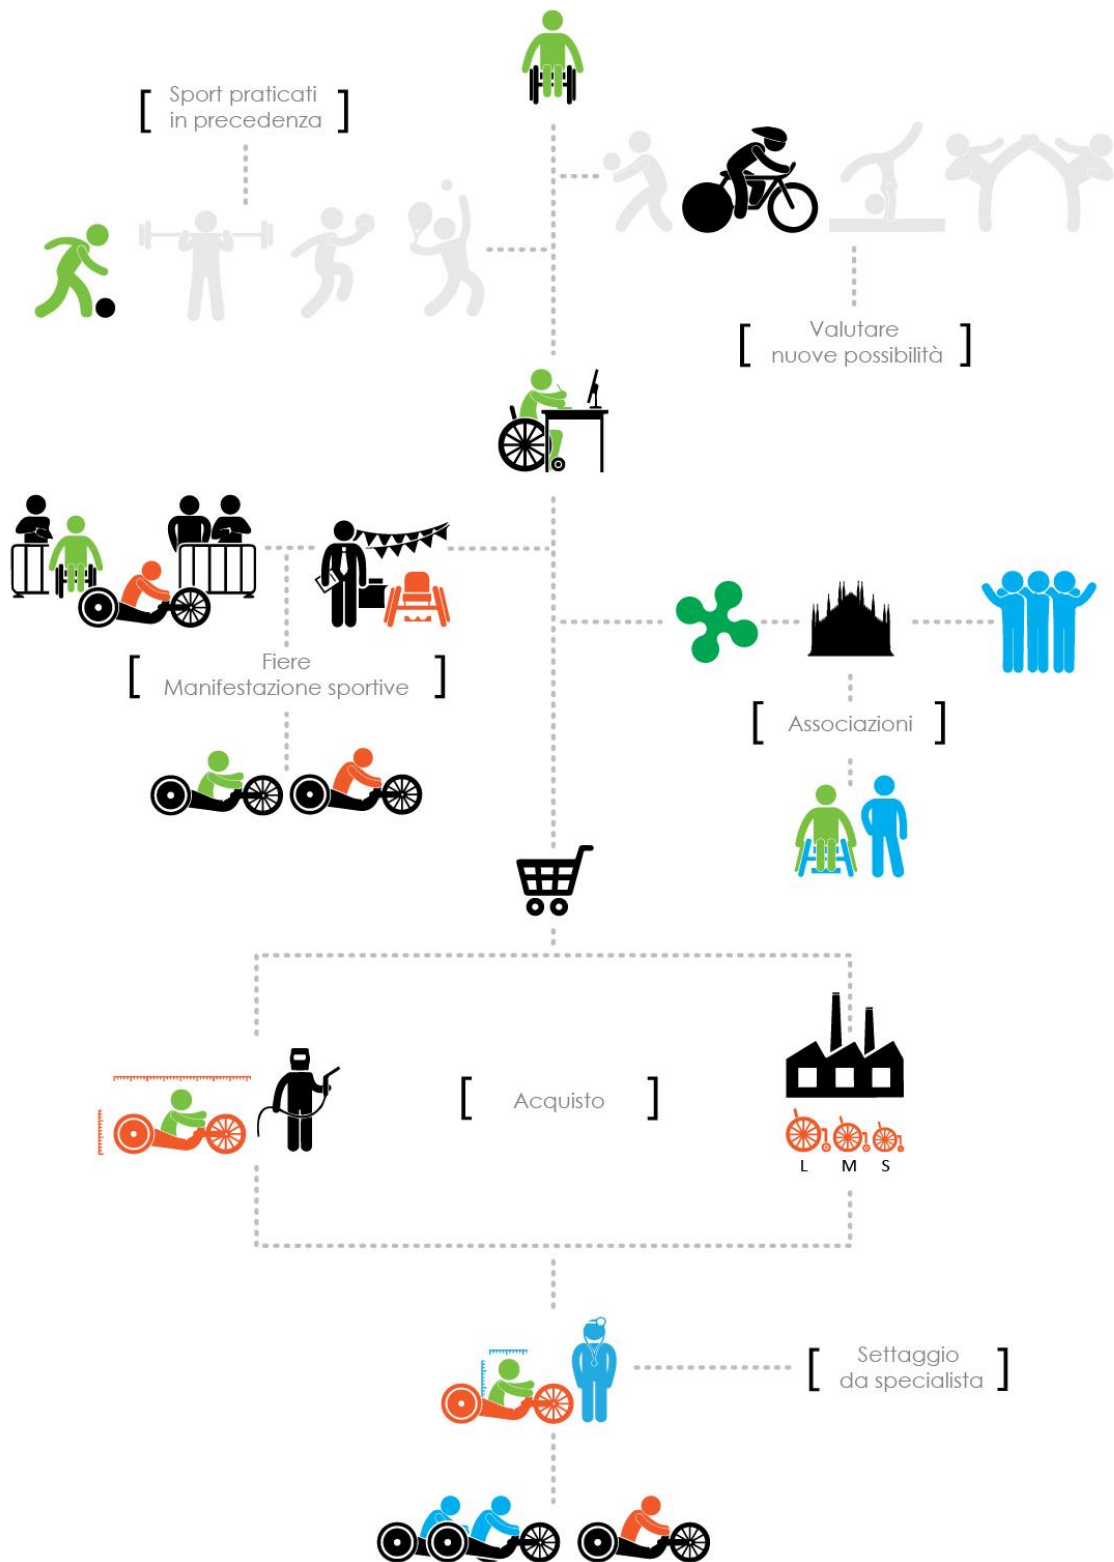 Sport praticati
in precedenza
Valutare
nuove possibilità
Fiere
Manifestazione sportive
Associazioni
Acquisto
L M S
Settaggio
da specialista